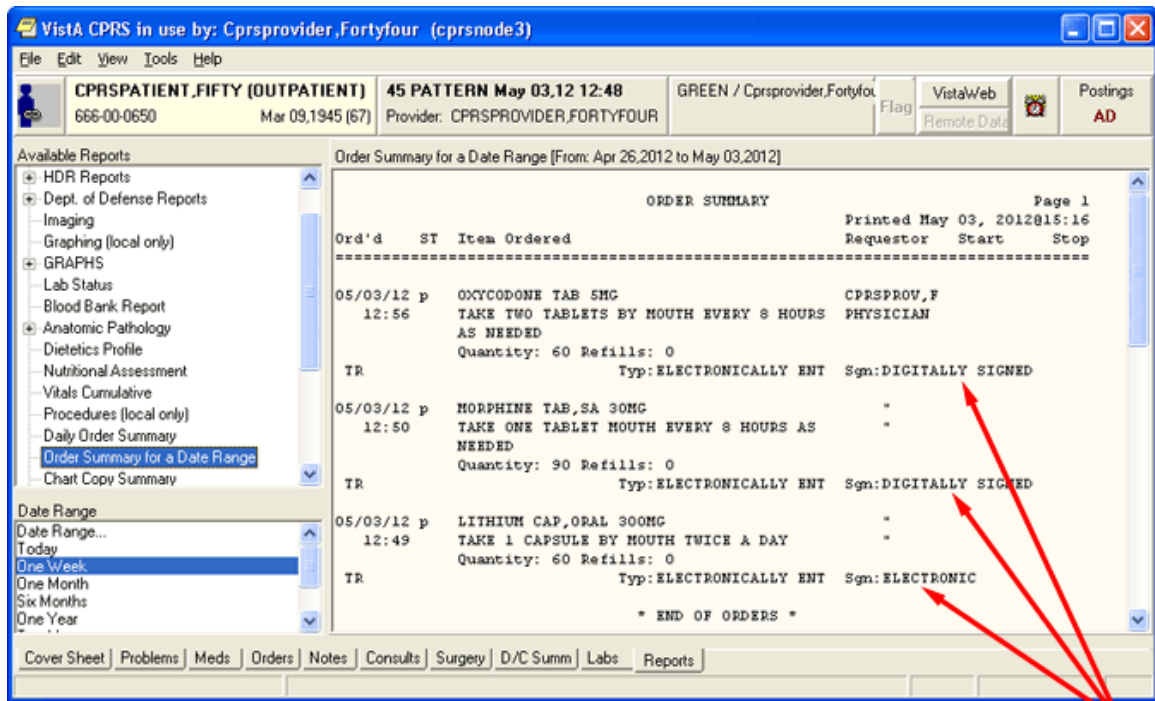 VistA CPRS in use by: Cprsprovider,Fortyfour (cprsnode3)
File Edit View Tools Help
CPRSPATIENT,FIFTY (OUTPATIENT)
666-00-0650 Mar 09,1945 (67)
45 PATTERN May 03,12 12:48
Provider: CPRSPROVIDER,FORTYFOUR
GREEN / Cprsprovider,Fortyfou
Flag
VistaWeb
Remote Data
Postings
AD
Available Reports
HDR Reports
Dept. of Defense Reports
Imaging
Graphing (local only)
GRAPHS
Lab Status
Blood Bank Report
Anatomic Pathology
Dietetics Profile
Nutritional Assessment
Vitals Cumulative
Procedures (local only)
Daily Order Summary
Order Summary for a Date Range
Chart Copy Summary
Date Range
Date Range...
Today
One Week
One Month
Six Months
One Year
Order Summary for a Date Range [From: Apr 26,2012 to May 03,2012]
ORDER SUMMARY Page 1
Printed May 03, 2012@15:16
Ord'd ST Item Ordered Requestor Start Stop
05/03/12 p OXYCODONE TAB 5MG CPRSPROV,F
12:56 TAKE TWO TABLETS BY MOUTH EVERY 8 HOURS PHYSICIAN
AS NEEDED
Quantity: 60 Refills: 0
TR Typ:ELECTRONICALLY ENT Sgn:DIGITALLY SIGNED
05/03/12 p MORPHINE TAB,SA 30MG "
12:50 TAKE ONE TABLET MOUTH EVERY 8 HOURS AS "
NEEDED
Quantity: 90 Refills: 0
TR Typ:ELECTRONICALLY ENT Sgn:DIGITALLY SIGNED
05/03/12 p LITHIUM CAP,ORAL 300MG "
12:49 TAKE 1 CAPSULE BY MOUTH TWICE A DAY "
Quantity: 60 Refills: 0
TR Typ:ELECTRONICALLY ENT Sgn:ELECTRONIC
* END OF ORDERS *
Cover Sheet Problems Meds Orders Notes Consults Surgery D/C Summ Labs Reports